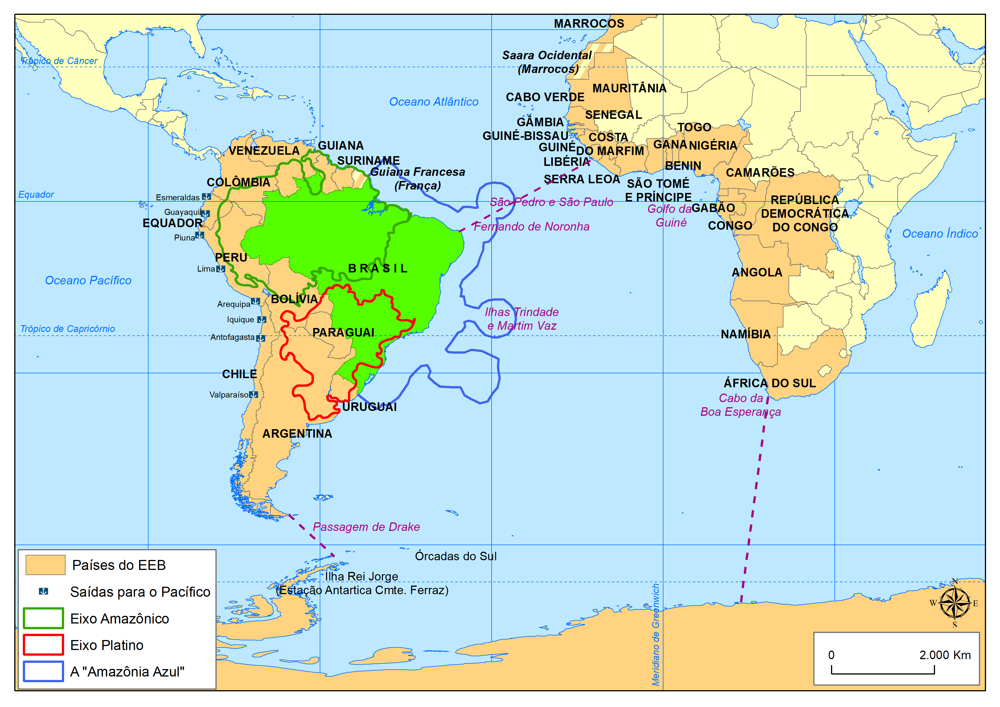 MARROCOS
Saara Ocidental
(Marrocos)
Trópico de Câncer
MAURITÂNIA
CABO VERDE
Oceano Atlântico
SENEGAL
GÂMBIA
TOGO
GUINÉ-BISSAU
COSTA
DO MARFIM
GANA
NIGÉRIA
GUINÉ
VENEZUELA
GUIANA
SURINAME
LIBÉRIA
BENIN
Guiana Francesa
(França)
CAMARÕES
COLÔMBIA
SERRA LEOA
SÃO TOMÉ
E PRÍNCIPE
Equador
Esmeraldas
São Pedro e São Paulo
REPÚBLICA
DEMOCRÁTICA
DO CONGO
Golfo da
Guiné
GABÃO
Guayaquil
EQUADOR
Fernando de Noronha
CONGO
Oceano Índico
Piuna
PERU
Lima
BRASIL
ANGOLA
Oceano Pacífico
BOLÍVIA
Arequipa
Ilhas Trindade
e Martim Vaz
Iquique
Trópico de Capricórnio
PARAGUAI
NAMÍBIA
Antofagasta
CHILE
ÁFRICA DO SUL
Valparaíso
Cabo da
Boa Esperança
URUGUAI
ARGENTINA
Passagem de Drake
Órcadas do Sul
Ilha Rei Jorge
(Estação Antartica Cmte. Ferraz)
Meridiano de Greenwich
Países do EEB
Saídas para o Pacífico
Eixo Amazônico
Eixo Platino
A "Amazônia Azul"
N
W
E
S
0
2.000 Km